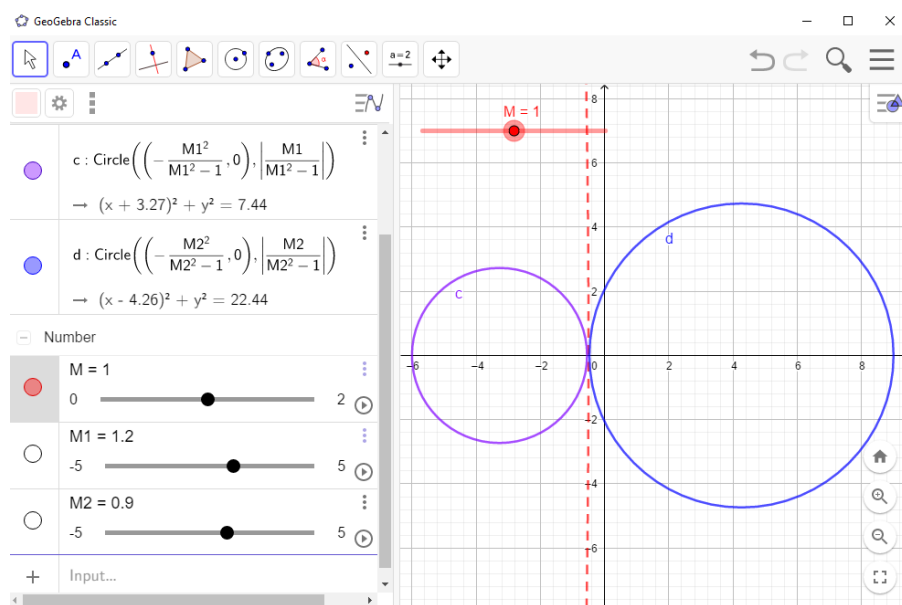 GeoGebra Classic
A
α
a=2
c : Circle((-M1²/(M1² - 1), 0), |M1/(M1² - 1)|)
→ (x + 3.27)² + y² = 7.44
d : Circle((-M2²/(M2² - 1), 0), |M2/(M2² - 1)|)
→ (x - 4.26)² + y² = 22.44
Number
M = 1
0 2
M1 = 1.2
-5 5
M2 = 0.9
-5 5
+ Input...
M = 1
8
6
4
2
−6 −4 −2 0 2 4 6 8
−2
−4
−6
c
d